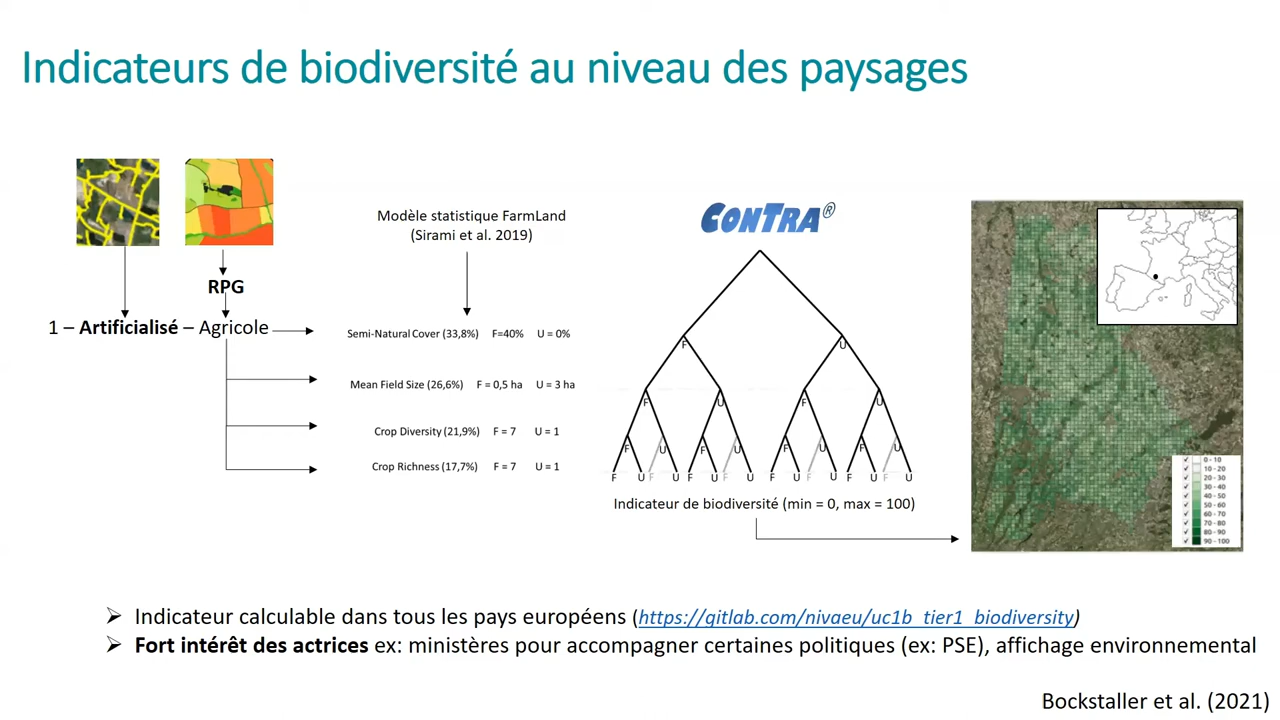 Indicateurs de biodiversité au niveau des paysages
RPG
1 – Artificialisé – Agricole
Modèle statistique FarmLand
(Sirami et al. 2019)
Semi-Natural Cover (33,8%) F=40% U = 0%
Mean Field Size (26,6%) F = 0,5 ha U = 3 ha
Crop Diversity (21,9%) F = 7 U = 1
Crop Richness (17,7%) F = 7 U = 1
CONTRA®
F U
F U F U
F U F U F U F U
F U F U F U F U F U F U
Indicateur de biodiversité (min = 0, max = 100)
0 - 10
10 - 20
20 - 30
30 - 40
40 - 50
50 - 60
60 - 70
70 - 80
80 - 90
90 - 100
➢ Indicateur calculable dans tous les pays européens (https://gitlab.com/nivaeu/uc1b_tier1_biodiversity)
➢ Fort intérêt des actrices ex: ministères pour accompagner certaines politiques (ex: PSE), affichage environnemental
Bockstaller et al. (2021)